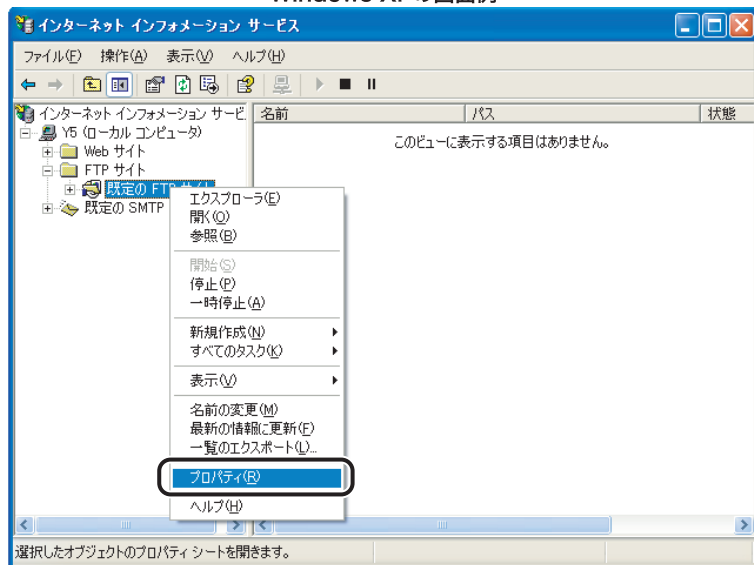 インターネット インフォメーション サービス
ファイル(F) 操作(A) 表示(V) ヘルプ(H)
インターネット インフォメーション サービ
名前 パス 状態
Y5 (ローカル コンピュータ)
このビューに表示する項目はありません。
Web サイト
FTP サイト
既定の FTP サイト
既定の SMTP
エクスプローラ(E)
開く(O)
参照(B)
開始(S)
停止(P)
一時停止(A)
新規作成(N)
すべてのタスク(K)
表示(V)
名前の変更(M)
最新の情報に更新(F)
一覧のエクスポート(L)...
プロパティ(R)
ヘルプ(H)
選択したオブジェクトのプロパティ シートを開きます。